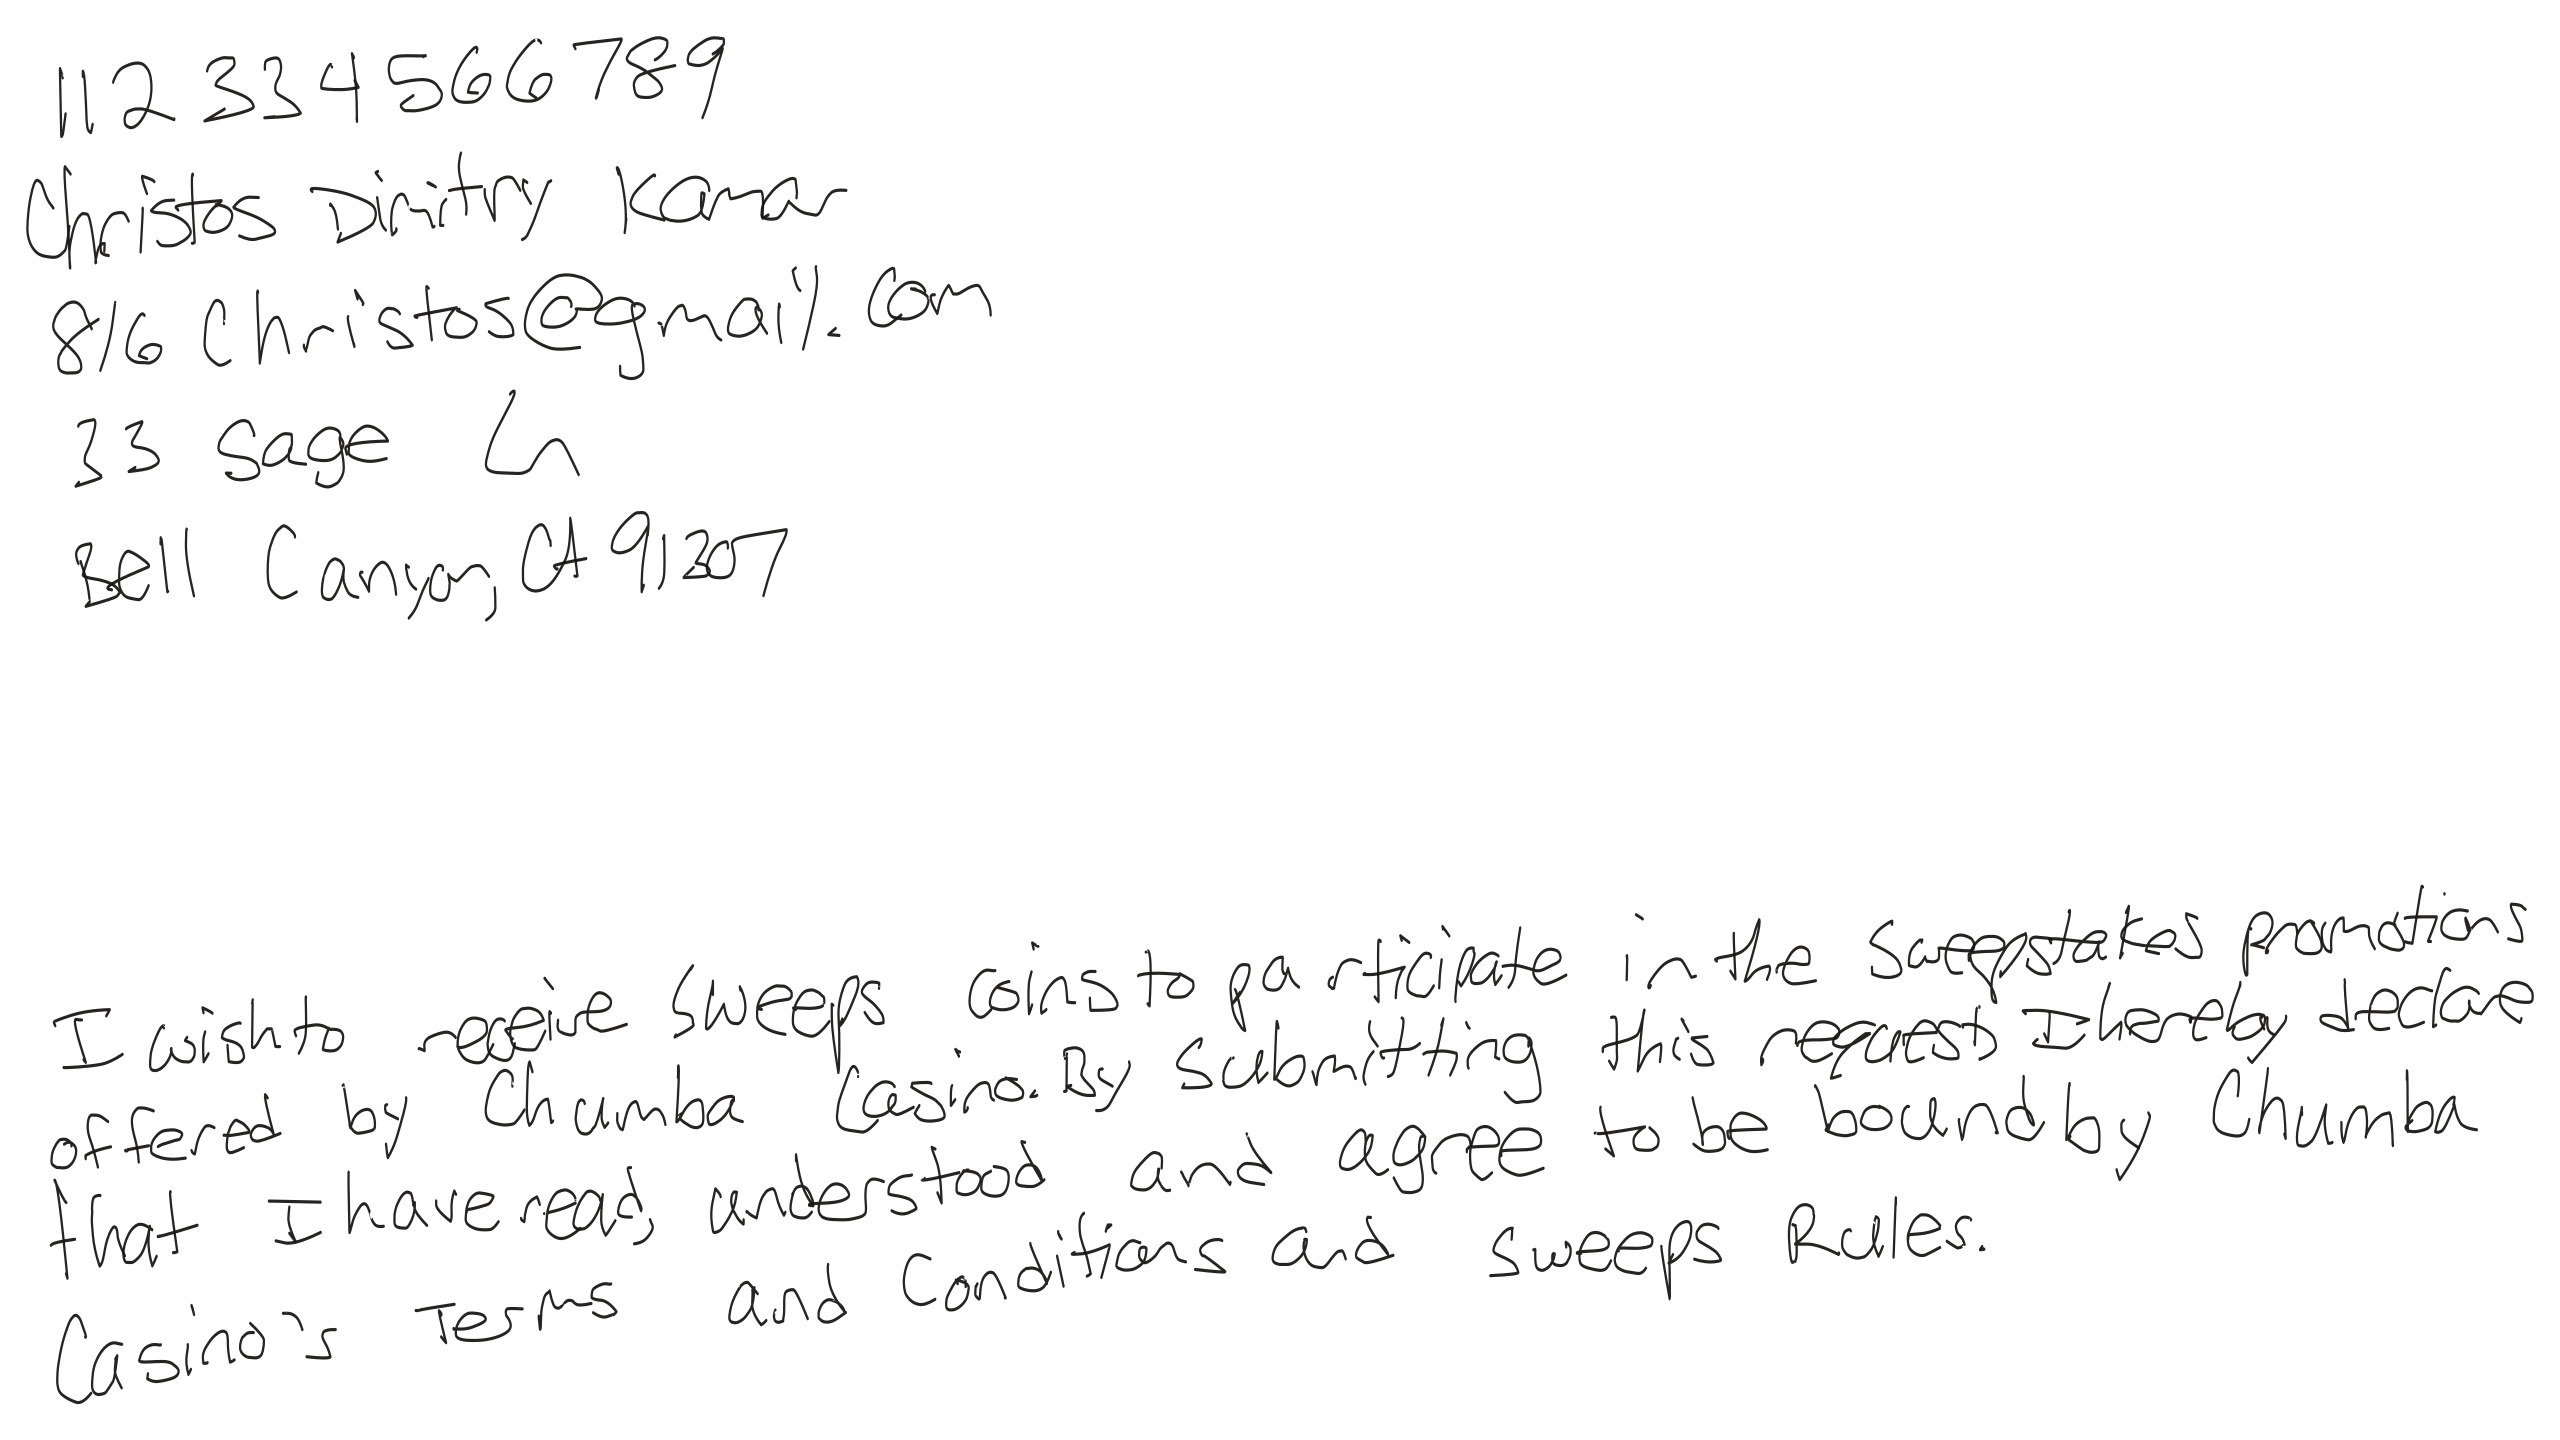 112 334566789
Christos Dimitry Kamar
816 Christos@gmail.com
33 Sage Ln
Bell Canyon, CA 91307
I wish to receive Sweeps coins to participate in the Sweepstakes promotions
offered by Chumba Casino. By Submitting this request I hereby declare
that I have read, understood and agree to be bound by Chumba
Casino's Terms and Conditions and Sweeps Rules.